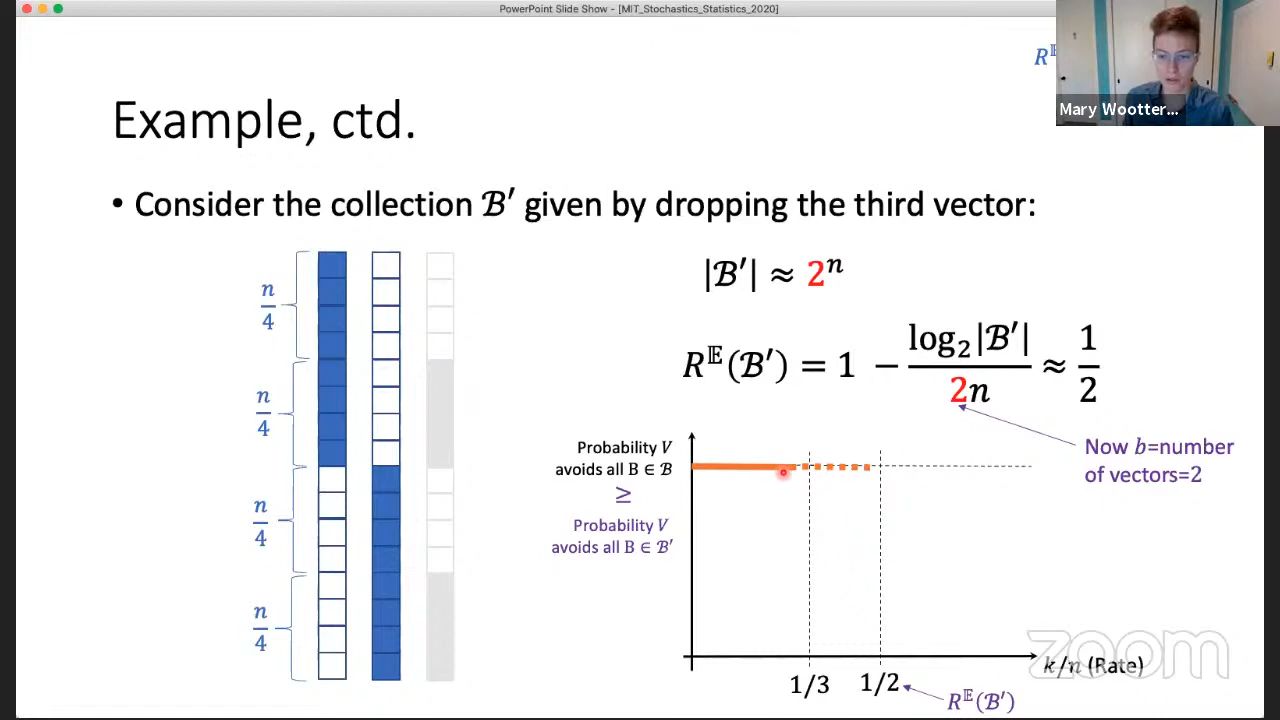 PowerPoint Slide Show - [MIT_Stochastics_Statistics_2020]
R^𝔼
Mary Wootter...
Example, ctd.
• Consider the collection ℬ′ given by dropping the third vector:
n/4
n/4
n/4
n/4
|ℬ′| ≈ 2ⁿ
R^𝔼(ℬ′) = 1 − log₂|ℬ′| / 2n ≈ 1/2
Now b=number
of vectors=2
Probability V
avoids all B ∈ ℬ
≥
Probability V
avoids all B ∈ ℬ′
1/3
1/2
k/n (Rate)
R^𝔼(ℬ′)
zoom